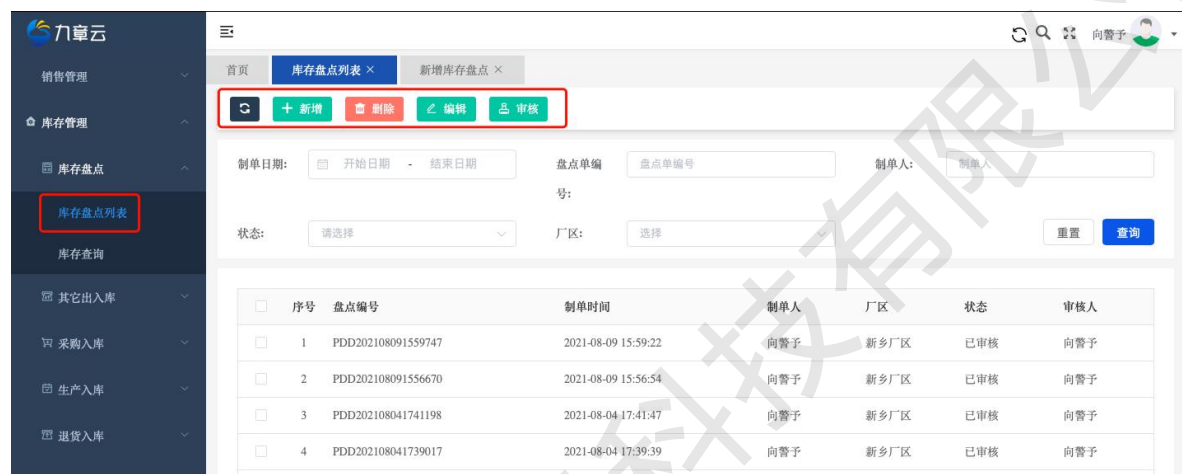 力章云
向警予
销售管理
首页 库存盘点列表 × 新增库存盘点 ×
新增 删除 编辑 审核
库存管理
库存盘点
制单日期: 开始日期 - 结束日期 盘点单编号: 盘点单编号 制单人: 制单人
库存盘点列表
状态: 请选择 厂区: 选择 重置 查询
库存查询
其它出入库
序号 盘点编号 制单时间 制单人 厂区 状态 审核人
1 PDD202108091559747 2021-08-09 15:59:22 向警予 新乡厂区 已审核 向警予
采购入库
2 PDD202108091556670 2021-08-09 15:56:54 向警予 新乡厂区 已审核 向警予
生产入库
3 PDD202108041741198 2021-08-04 17:41:47 向警予 新乡厂区 已审核 向警予
退货入库
4 PDD202108041739017 2021-08-04 17:39:39 向警予 新乡厂区 已审核 向警予
科技有限公